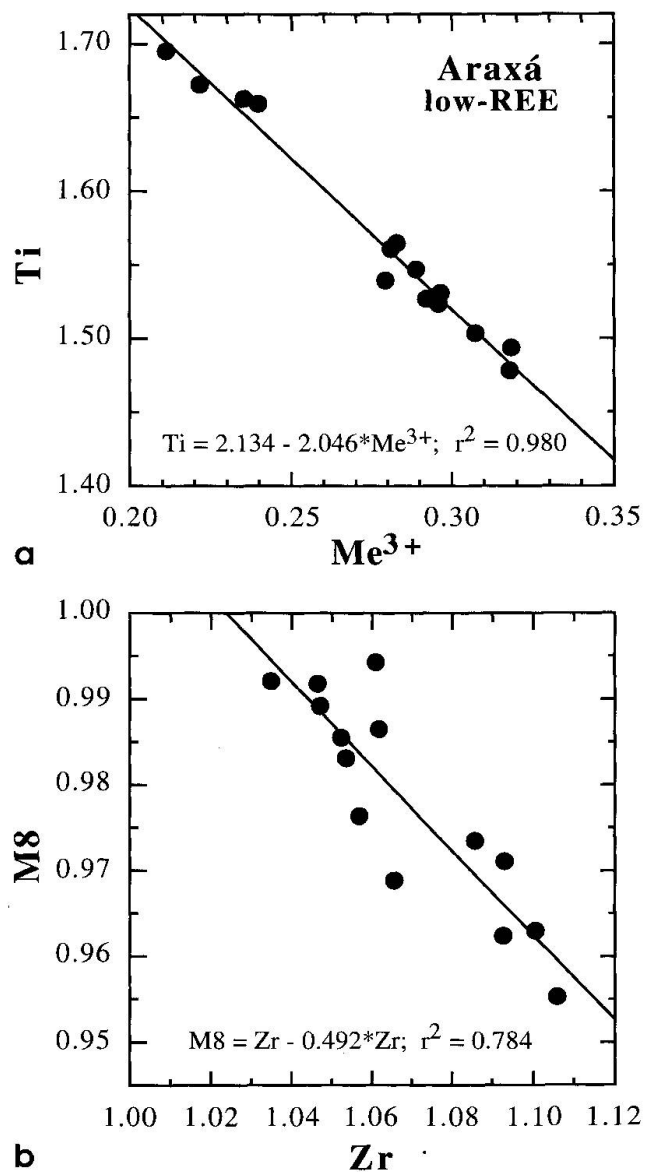 Araxá
low-REE
1.70
1.60
1.50
1.40
Ti
Ti = 2.134 - 2.046*Me³⁺; r² = 0.980
0.20 0.25 0.30 0.35
Me³⁺
a
1.00
0.99
0.98
0.97
0.96
0.95
M8
M8 = Zr - 0.492*Zr; r² = 0.784
1.00 1.02 1.04 1.06 1.08 1.10 1.12
Zr
b